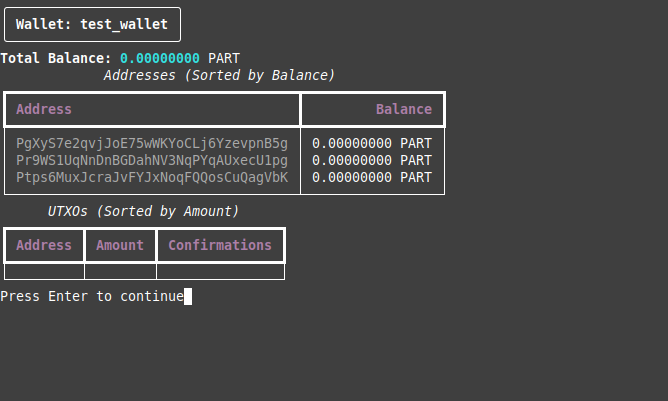 Wallet: test_wallet
Total Balance: 0.00000000 PART
Addresses (Sorted by Balance)
Address Balance
PgXyS7e2qvjJoE75wWKYoCLj6YzevpnB5g 0.00000000 PART
Pr9WS1UqNnDnBGDahNV3NqPYqAUxecU1pg 0.00000000 PART
Ptps6MuxJcraJvFYJxNoqFQQosCuQagVbK 0.00000000 PART
UTXOs (Sorted by Amount)
Address Amount Confirmations
Press Enter to continue